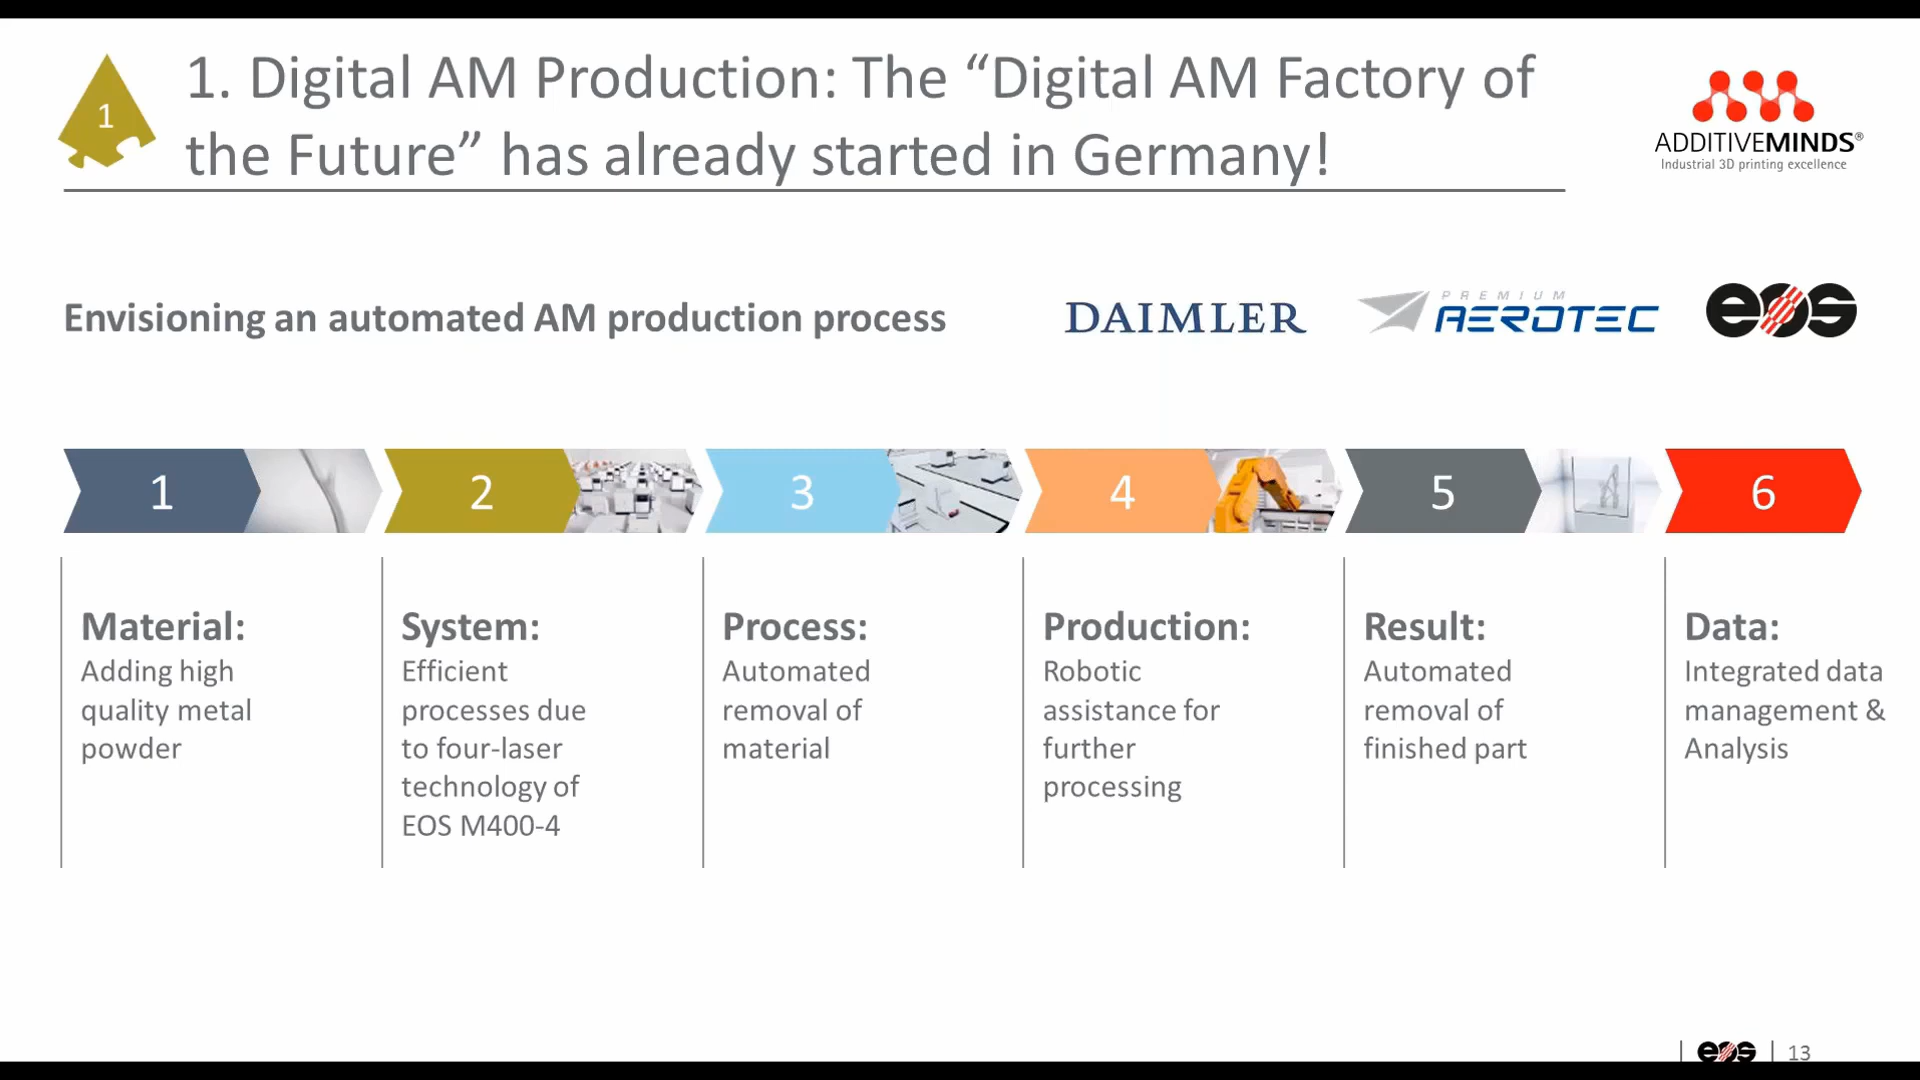 1
1. Digital AM Production: The “Digital AM Factory of
the Future” has already started in Germany!
ADDITIVEMINDS®
Industrial 3D printing excellence
Envisioning an automated AM production process
DAIMLER
PREMIUM
AEROTEC
eos
1
2
3
4
5
6
Material:
Adding high
quality metal
powder
System:
Efficient
processes due
to four-laser
technology of
EOS M400-4
Process:
Automated
removal of
material
Production:
Robotic
assistance for
further
processing
Result:
Automated
removal of
finished part
Data:
Integrated data
management &
Analysis
eos
13